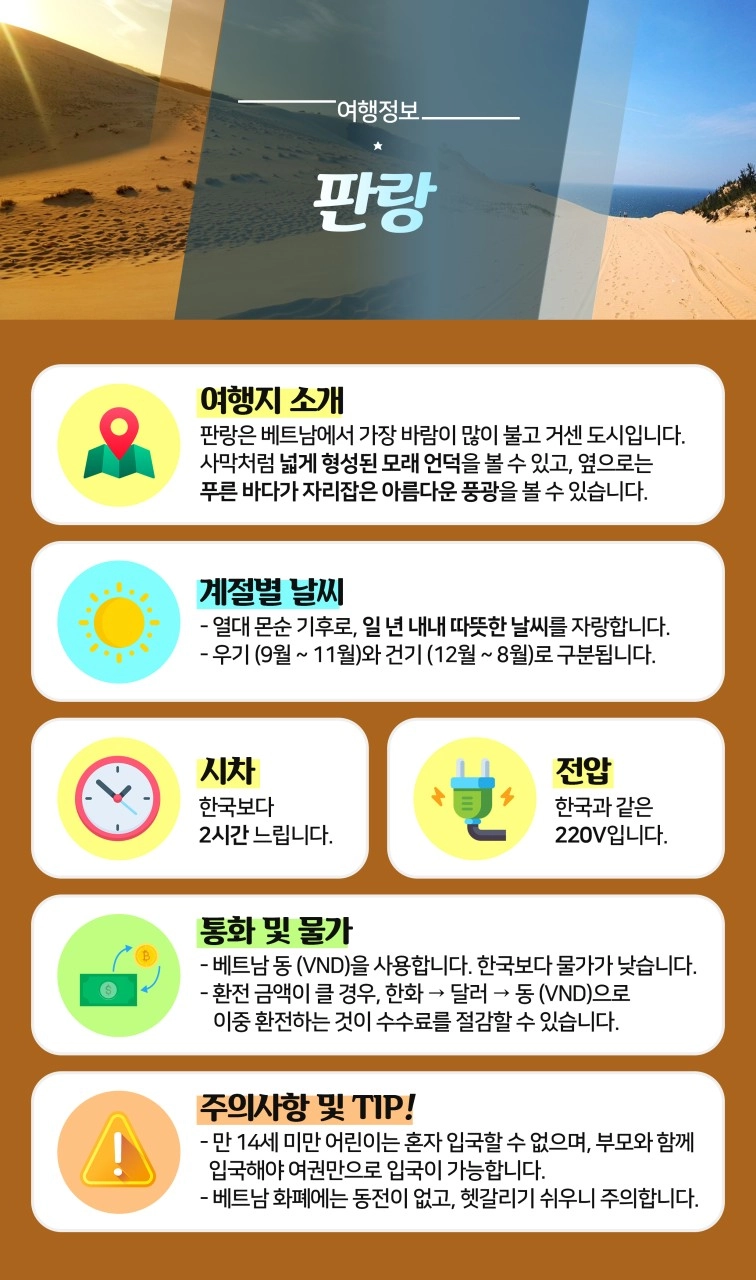 여행정보
판랑
여행지 소개
판랑은 베트남에서 가장 바람이 많이 불고 거센 도시입니다.
사막처럼 넓게 형성된 모래 언덕을 볼 수 있고, 옆으로는
푸른 바다가 자리잡은 아름다운 풍광을 볼 수 있습니다.
계절별 날씨
- 열대 몬순 기후로, 일 년 내내 따뜻한 날씨를 자랑합니다.
- 우기 (9월 ~ 11월)와 건기 (12월 ~ 8월)로 구분됩니다.
시차
한국보다
2시간 느립니다.
전압
한국과 같은
220V입니다.
통화 및 물가
- 베트남 동 (VND)을 사용합니다. 한국보다 물가가 낮습니다.
- 환전 금액이 클 경우, 한화 → 달러 → 동 (VND)으로
이중 환전하는 것이 수수료를 절감할 수 있습니다.
주의사항 및 TIP!
- 만 14세 미만 어린이는 혼자 입국할 수 없으며, 부모와 함께
입국해야 여권만으로 입국이 가능합니다.
- 베트남 화폐에는 동전이 없고, 헷갈리기 쉬우니 주의합니다.